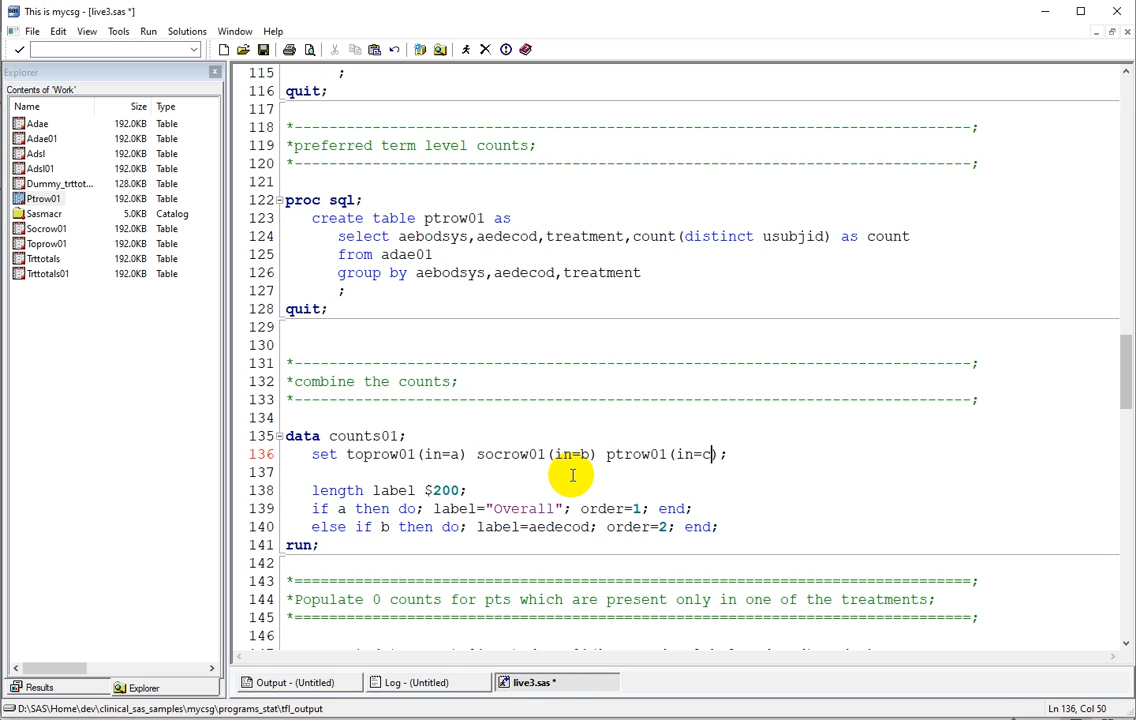 This is mycsg - [live3.sas *]
File Edit View Tools Run Solutions Window Help
Explorer
Contents of 'Work'
Name Size Type
Adae 192.0KB Table
Adae01 192.0KB Table
Adsl 192.0KB Table
Adsl01 192.0KB Table
Dummy_trttot... 128.0KB Table
Ptrow01 192.0KB Table
Sasmacr 5.0KB Catalog
Socrow01 192.0KB Table
Toprow01 192.0KB Table
Trttotals 192.0KB Table
Trttotals01 192.0KB Table
115 ;
116 quit;
117
118 *------------------------------------------------------------------------------;
119 *preferred term level counts;
120 *------------------------------------------------------------------------------;
121
122 proc sql;
123 create table ptrow01 as
124 select aebodsys,aedecod,treatment,count(distinct usubjid) as count
125 from adae01
126 group by aebodsys,aedecod,treatment
127 ;
128 quit;
129
130
131 *------------------------------------------------------------------------------;
132 *combine the counts;
133 *------------------------------------------------------------------------------;
134
135 data counts01;
136 set toprow01(in=a) socrow01(in=b) ptrow01(in=c);
137
138 length label $200;
139 if a then do; label="Overall"; order=1; end;
140 else if b then do; label=aedecod; order=2; end;
141 run;
142
143 *==============================================================================;
144 *Populate 0 counts for pts which are present only in one of the treatments;
145 *==============================================================================;
146
Results Explorer
Output - (Untitled) Log - (Untitled) live3.sas *
D:\SAS\Home\dev\clinical_sas_samples\mycsg\programs_stat\tfl_output
Ln 136, Col 50